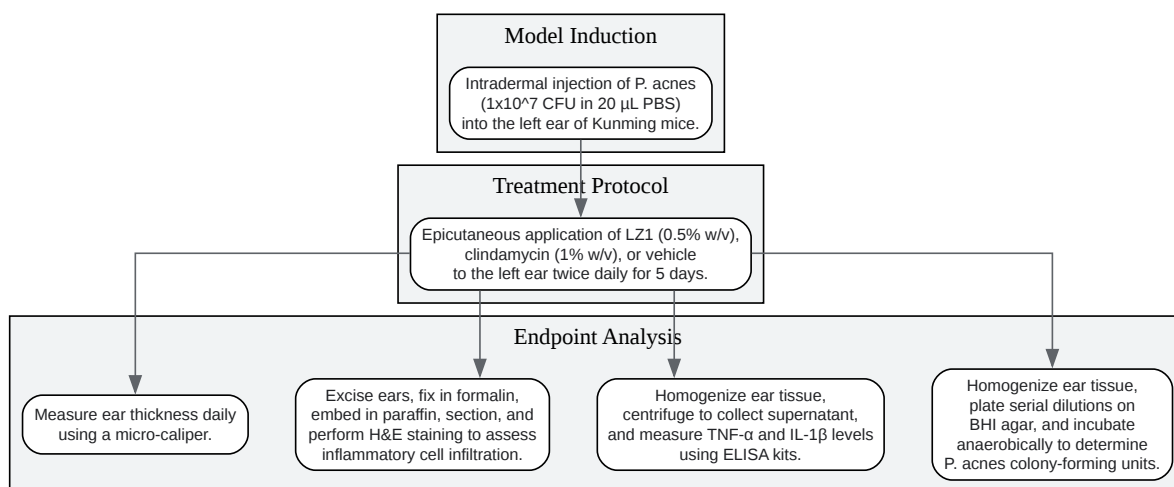 Model Induction
Intradermal injection of P. acnes
(1x10^7 CFU in 20 µL PBS)
into the left ear of Kunming mice.
Treatment Protocol
Epicutaneous application of LZ1 (0.5% w/v),
clindamycin (1% w/v), or vehicle
to the left ear twice daily for 5 days.
Endpoint Analysis
Measure ear thickness daily
using a micro-caliper.
Excise ears, fix in formalin,
embed in paraffin, section, and
perform H&E staining to assess
inflammatory cell infiltration.
Homogenize ear tissue,
centrifuge to collect supernatant,
and measure TNF-α and IL-1β levels
using ELISA kits.
Homogenize ear tissue,
plate serial dilutions on
BHI agar, and incubate
anaerobically to determine
P. acnes colony-forming units.